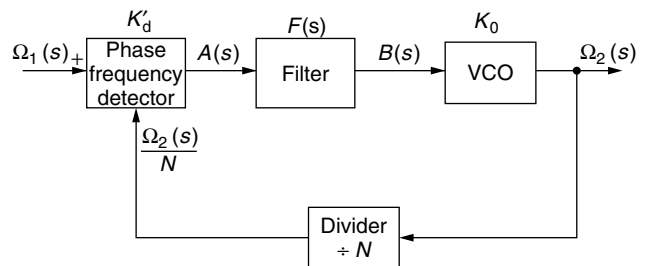 K′d F(s) K0
Ω1(s) + Phase frequency detector A(s) Filter B(s) VCO Ω2(s)
Ω2(s)/N
Divider
÷ N